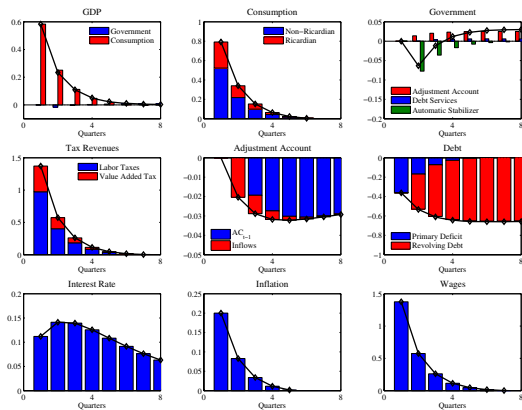 GDP
Consumption
Government
0.6
0.4
0.2
0
Government
Consumption
0
4
8
Quarters
1
0.8
0.6
0.4
0.2
0
Non−Ricardian
Ricardian
0
4
8
Quarters
0.05
0
−0.05
−0.1
−0.15
−0.2
Adjustment Account
Debt Services
Automatic Stabilizer
0
4
8
Quarters
Tax Revenues
Adjustment Account
Debt
1.5
1
0.5
0
Labor Taxes
Value Added Tax
0
4
8
Quarters
0
−0.01
−0.02
−0.03
−0.04
−0.05
AC t−1
Inflows
0
4
8
Quarters
0
−0.2
−0.4
−0.6
−0.8
−1
Primary Deficit
Revolving Debt
0
4
8
Quarters
Interest Rate
Inflation
Wages
0.2
0.15
0.1
0.05
0
0
4
8
Quarters
0.25
0.2
0.15
0.1
0.05
0
0
4
8
Quarters
1.5
1
0.5
0
0
4
8
Quarters